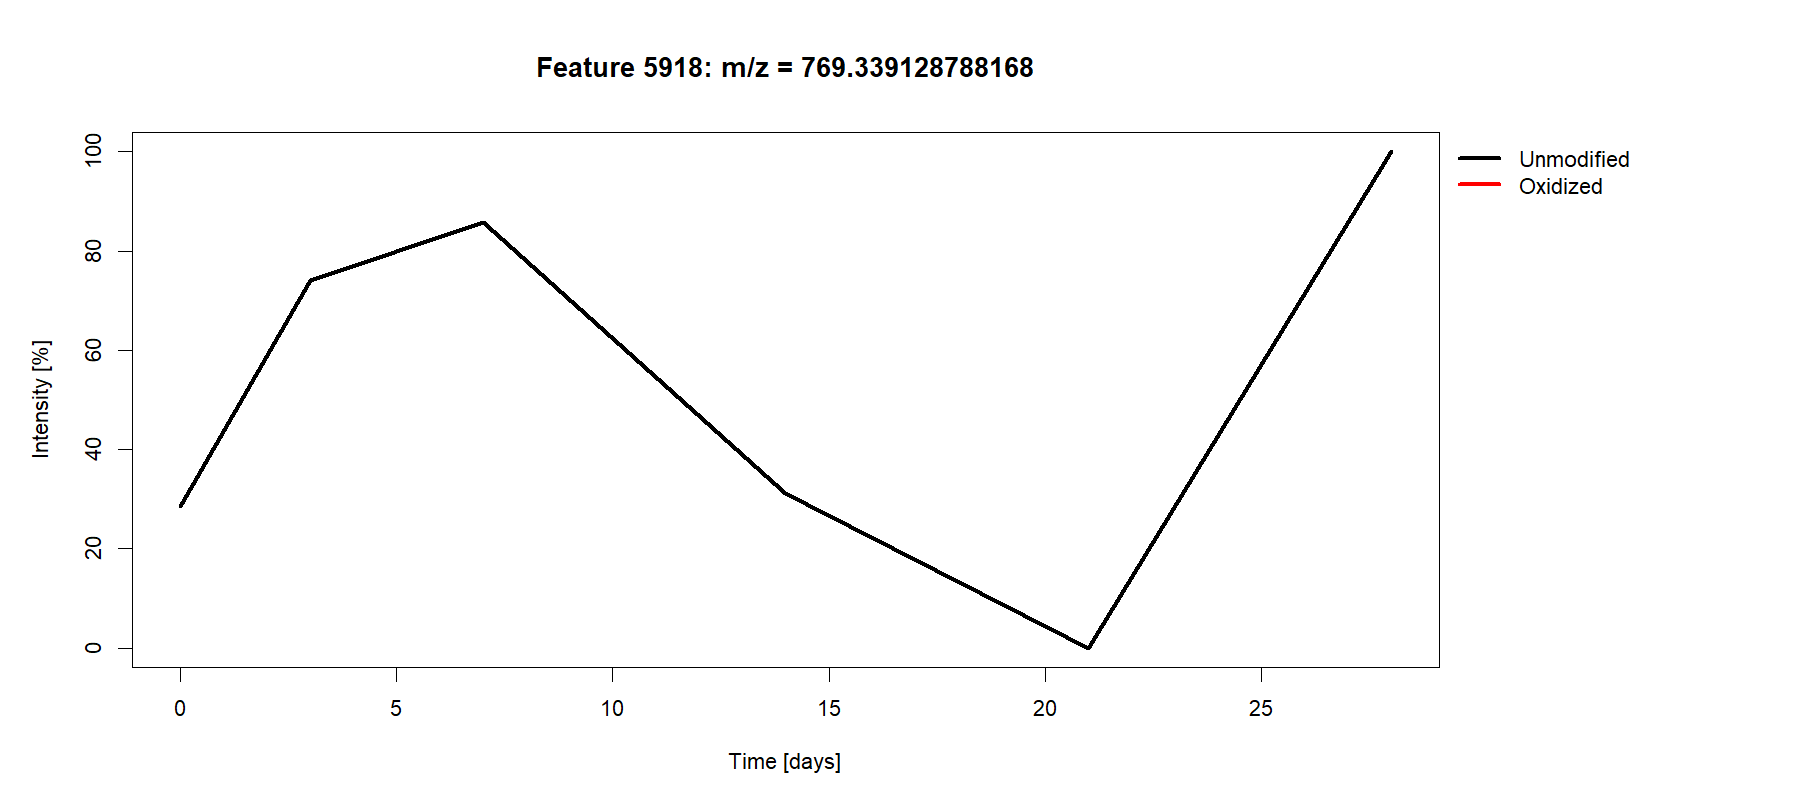 Feature 5918: m/z = 769.339128788168
Unmodified
Oxidized
Intensity [%]
100
80
60
40
20
0
0 5 10 15 20 25
Time [days]